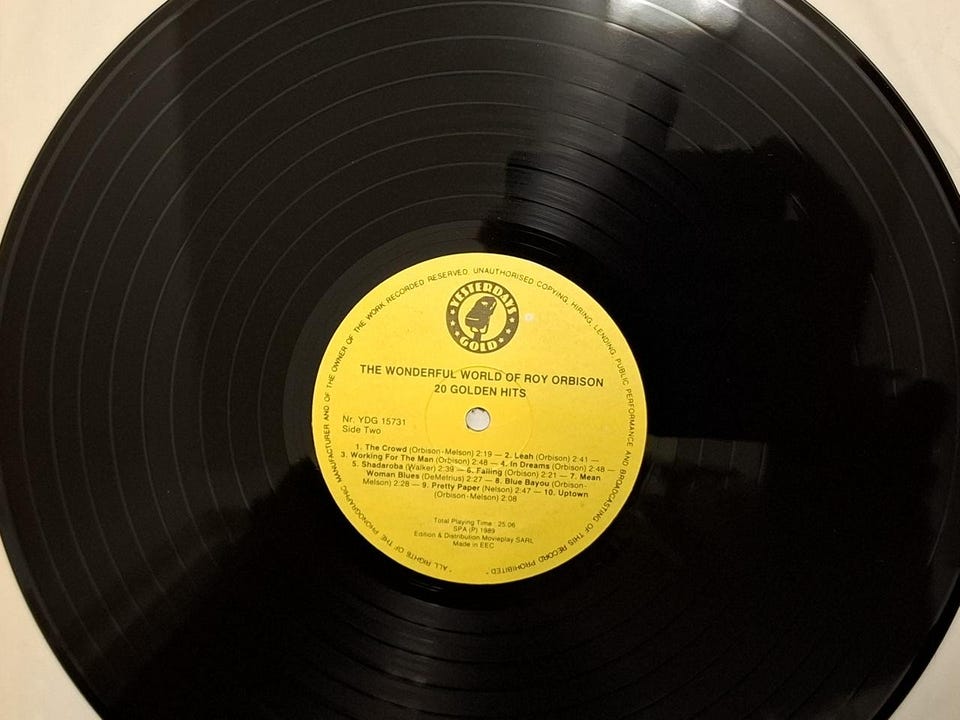 "ALL RIGHTS OF THE PHONOGRAPHIC MANUFACTURER AND OF THE OWNER OF THE WORK RECORDED RESERVED. UNAUTHORISED COPYING, HIRING, LENDING, PUBLIC PERFORMANCE AND BROADCASTING OF THIS RECORD PROHIBITED"
YESTERDAYS
GOLD
THE WONDERFUL WORLD OF ROY ORBISON
20 GOLDEN HITS
Nr. YDG 15731
Side Two
1. The Crowd (Orbison-Melson) 2:19 — 2. Leah (Orbison) 2:41 —
3. Working For The Man (Orbison) 2:48 — 4. In Dreams (Orbison) 2:48 —
5. Shadaroba (Walker) 2:39 — 6. Falling (Orbison) 2:21 — 7. Mean
Woman Blues (DeMetrius) 2:27 — 8. Blue Bayou (Orbison-
Melson) 2:28 — 9. Pretty Paper (Nelson) 2:47 — 10. Uptown
(Orbison-Melson) 2:08
Total Playing Time : 25.06
SPA (P) 1989
Edition & Distribution Movieplay SARL
Made in EEC